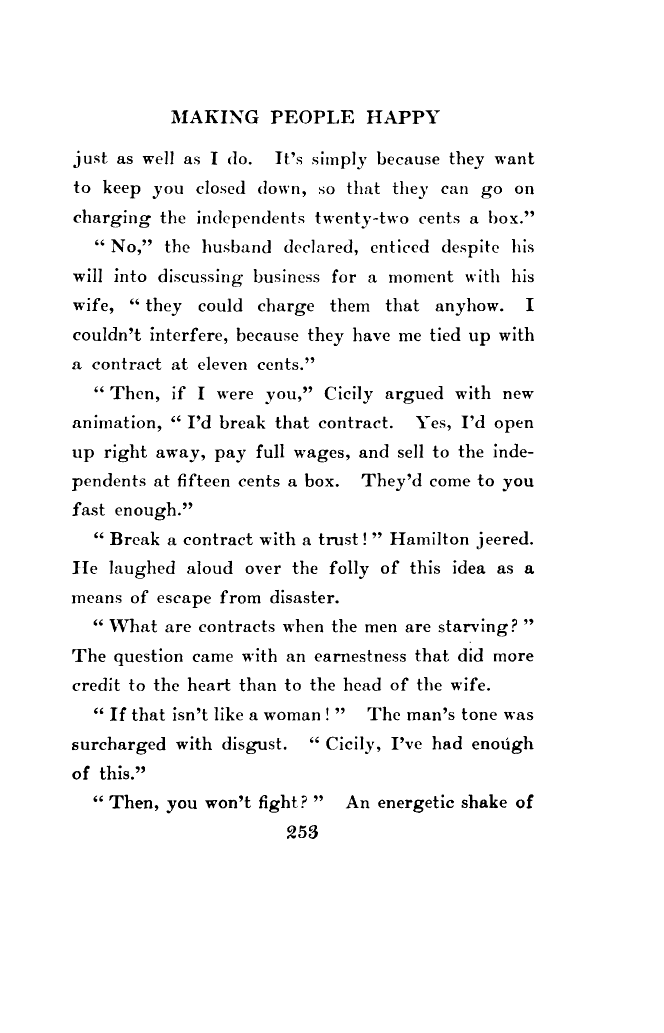 MAKING PEOPLE HAPPY
just as well as I do. It's simply because they want
to keep you closed down, so that they can go on
charging the independents twenty-two cents a box."
" No," the husband declared, enticed despite his
will into discussing business for a moment with his
wife, " they could charge them that anyhow. I
couldn't interfere, because they have me tied up with
a contract at eleven cents."
" Then, if I were you," Cicily argued with new
animation, " I'd break that contract. Yes, I'd open
up right away, pay full wages, and sell to the inde-
pendents at fifteen cents a box. They'd come to you
fast enough."
" Break a contract with a trust! " Hamilton jeered.
He laughed aloud over the folly of this idea as a
means of escape from disaster.
" What are contracts when the men are starving? "
The question came with an earnestness that did more
credit to the heart than to the head of the wife.
" If that isn't like a woman! " The man's tone was
surcharged with disgust. " Cicily, I've had enough
of this."
" Then, you won't fight? " An energetic shake of
253